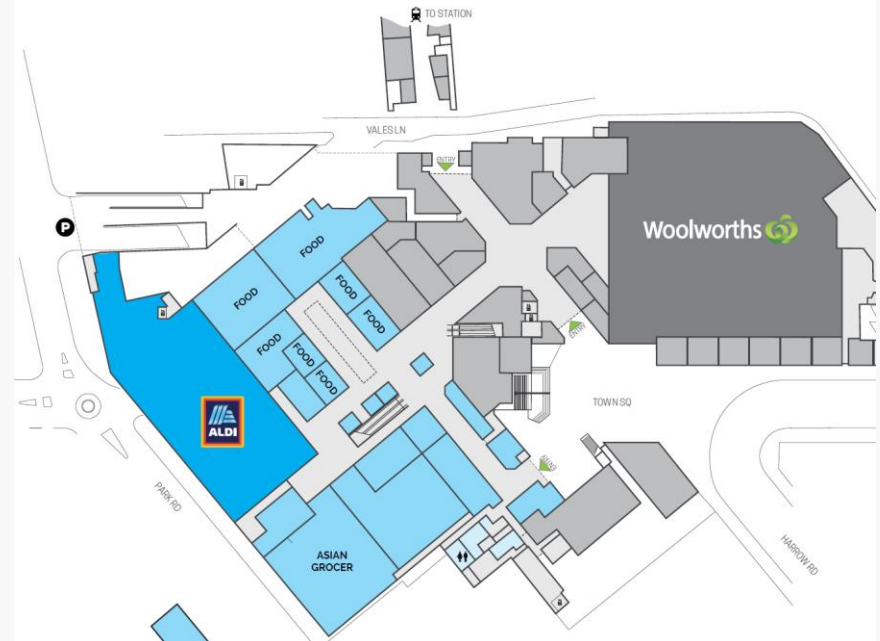 TO STATION
VALES LN
ENTRY
P
Woolworths
FOOD
FOOD
FOOD
FOOD
FOOD
FOOD
FOOD
ENTRY
TOWN SQ
ALDI
ENTRY
PARK RD
ASIAN
GROCER
HARROW RD